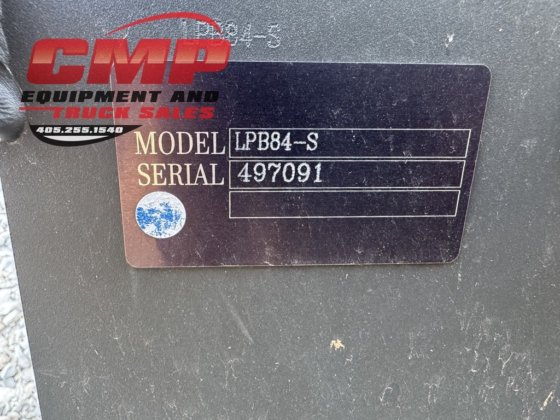 LPB84-S
CMP
EQUIPMENT AND
TRUCK SALES
405.255.1540
MODEL LPB84-S
SERIAL 497091